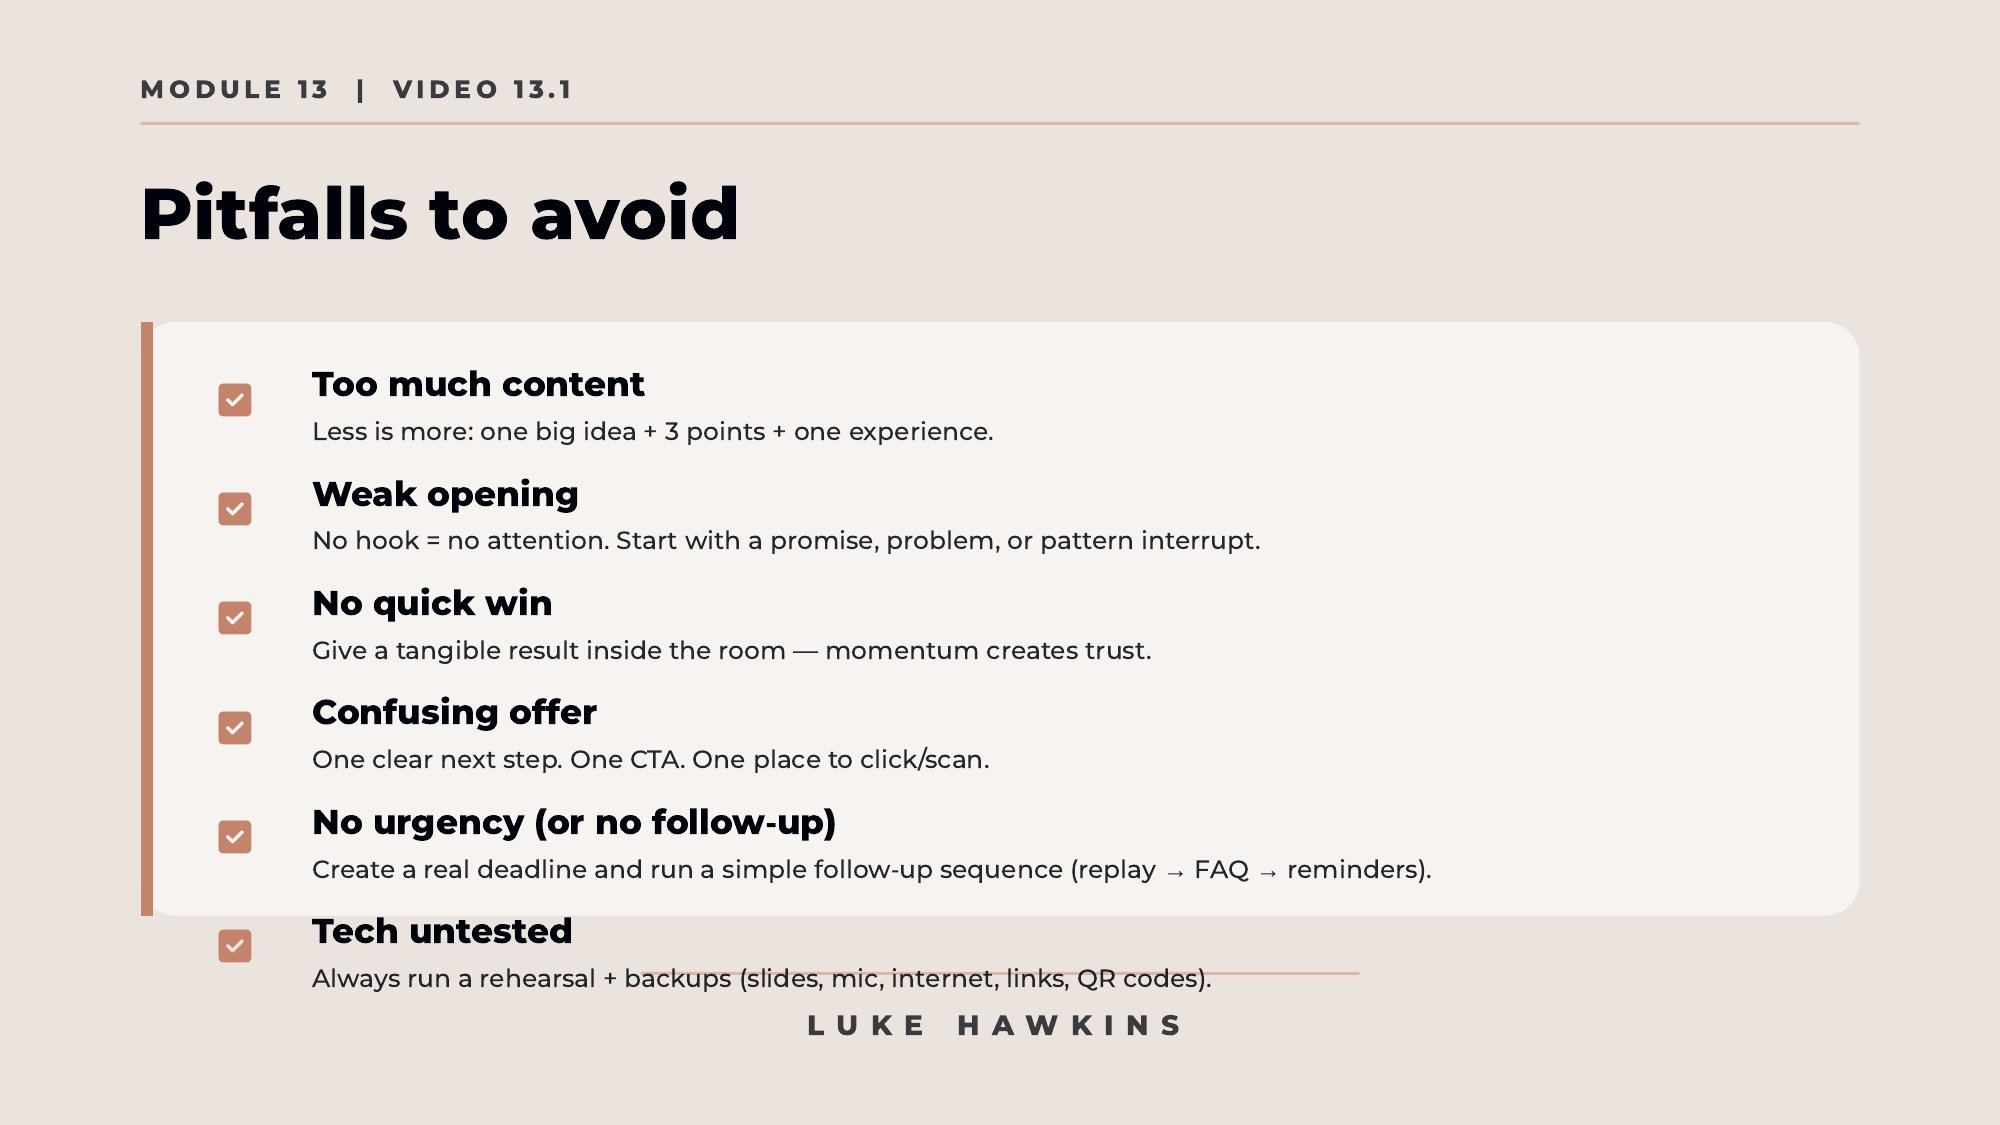 MODULE 13 | VIDEO 13.1
Pitfalls to avoid
Too much content
Less is more: one big idea + 3 points + one experience.
Weak opening
No hook = no attention. Start with a promise, problem, or pattern interrupt.
No quick win
Give a tangible result inside the room — momentum creates trust.
Confusing offer
One clear next step. One CTA. One place to click/scan.
No urgency (or no follow-up)
Create a real deadline and run a simple follow-up sequence (replay → FAQ → reminders).
Tech untested
Always run a rehearsal + backups (slides, mic, internet, links, QR codes).
LUKE HAWKINS